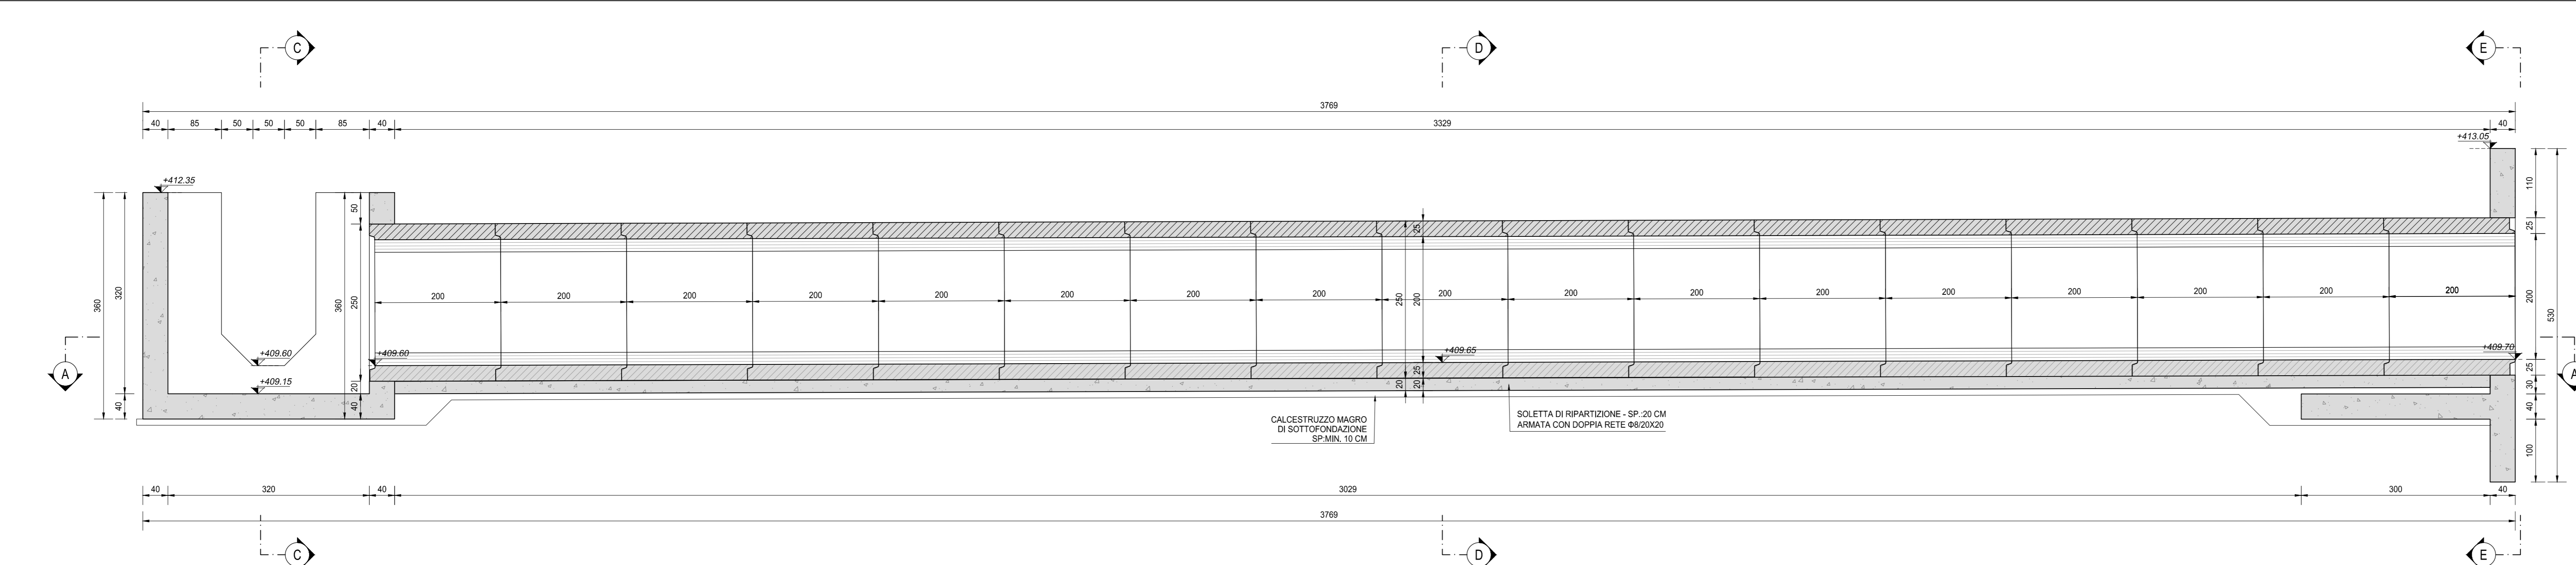 C
D
E
3769
40 85 50 50 50 85 40 3329 40
+413.05
+412.35
360
320
40
50
250
360
20
40
25
250
200
25
20
20
110
25
200
25
30
40
100
530
200 200 200 200 200 200 200 200 200 200 200 200 200 200 200 200 200
+409.60
+409.60
+409.65
+409.70
+409.15
A
A
CALCESTRUZZO MAGRO
DI SOTTOFONDAZIONE
SP:MIN. 10 CM
SOLETTA DI RIPARTIZIONE - SP.:20 CM
ARMATA CON DOPPIA RETE Φ8/20X20
40 320 40 3029 300 40
3769
C
D
E